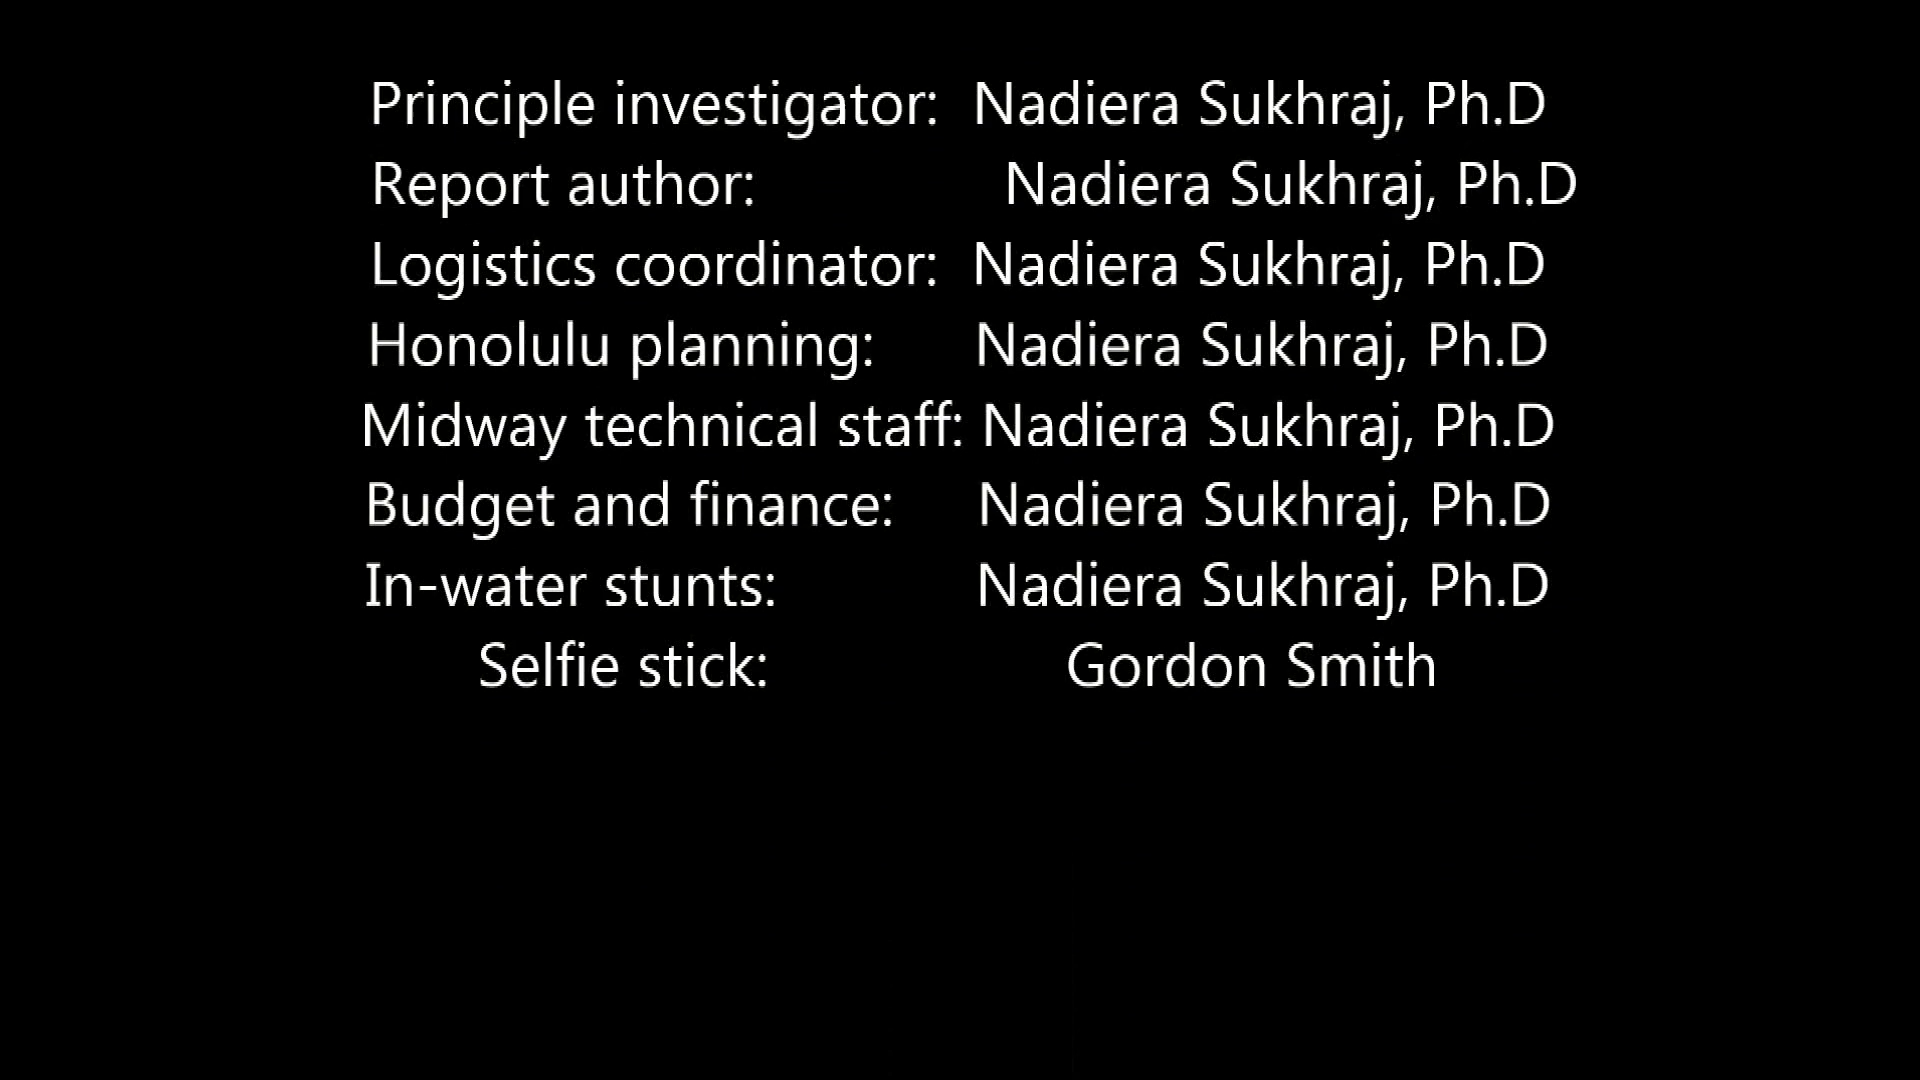 Principle investigator: Nadiera Sukhraj, Ph.D
Report author: Nadiera Sukhraj, Ph.D
Logistics coordinator: Nadiera Sukhraj, Ph.D
Honolulu planning: Nadiera Sukhraj, Ph.D
Midway technical staff: Nadiera Sukhraj, Ph.D
Budget and finance: Nadiera Sukhraj, Ph.D
In-water stunts: Nadiera Sukhraj, Ph.D
Selfie stick: Gordon Smith